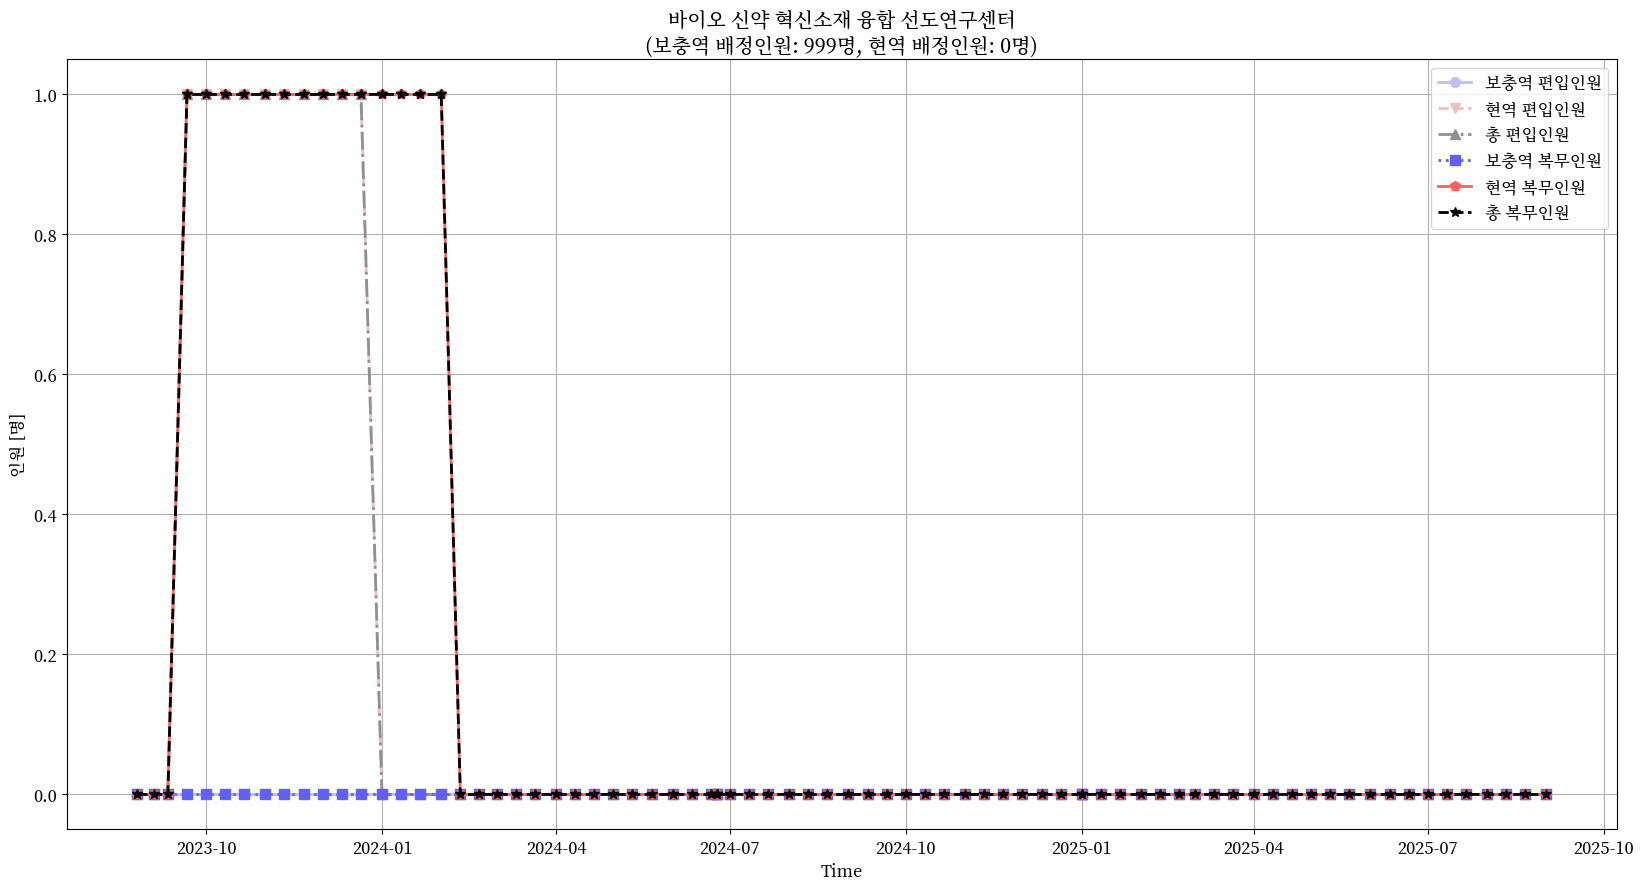 바이오 신약 혁신소재 융합 선도연구센터
(보충역 배정인원: 999명, 현역 배정인원: 0명)
보충역 편입인원
현역 편입인원
총 편입인원
보충역 복무인원
현역 복무인원
총 복무인원
인원 [명]
1.0
0.8
0.6
0.4
0.2
0.0
2023-10
2024-01
2024-04
2024-07
2024-10
2025-01
2025-04
2025-07
2025-10
Time